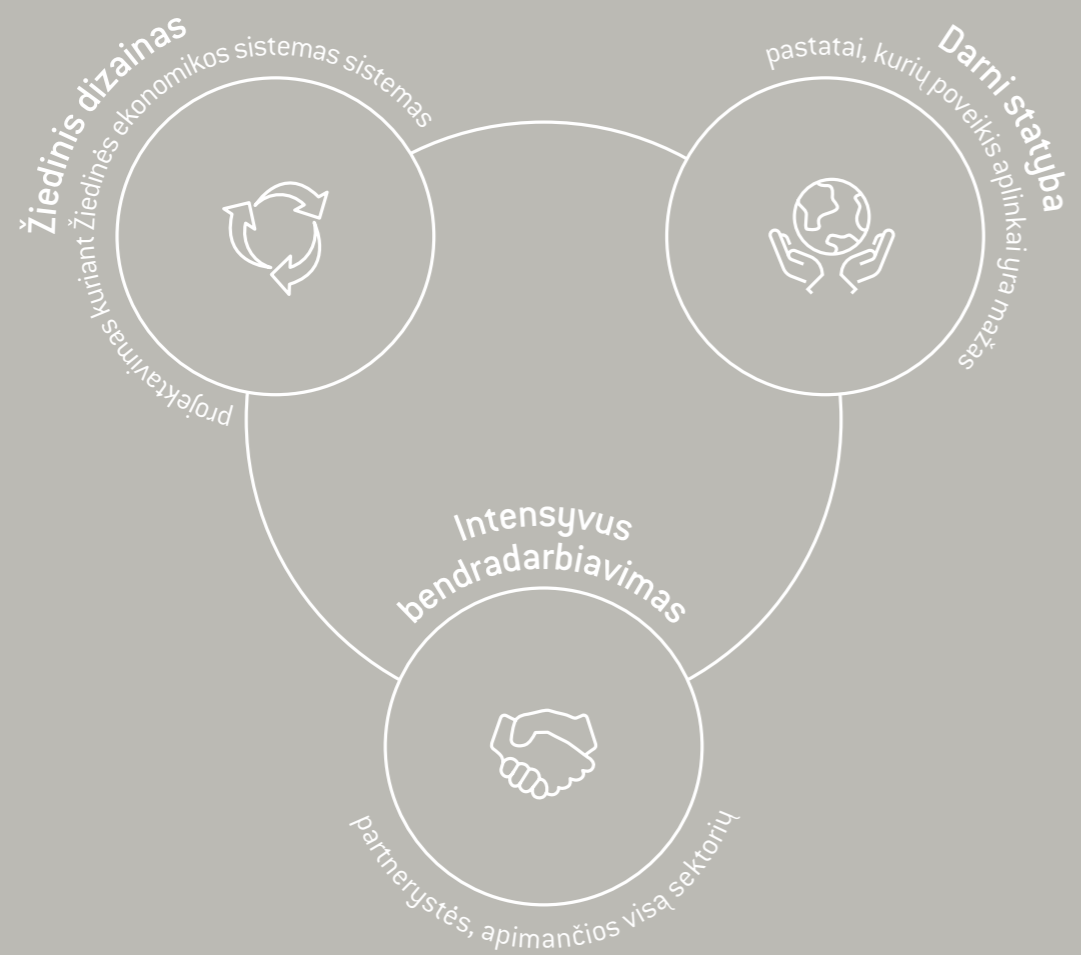 Žiedinis dizainas
projektavimas kuriant Žiedinės ekonomikos sistemas sistemas
Darni statyba
pastatai, kurių poveikis aplinkai yra mažas
Intensyvus
bendradarbiavimas
partnerystės, apimančios visą sektorių